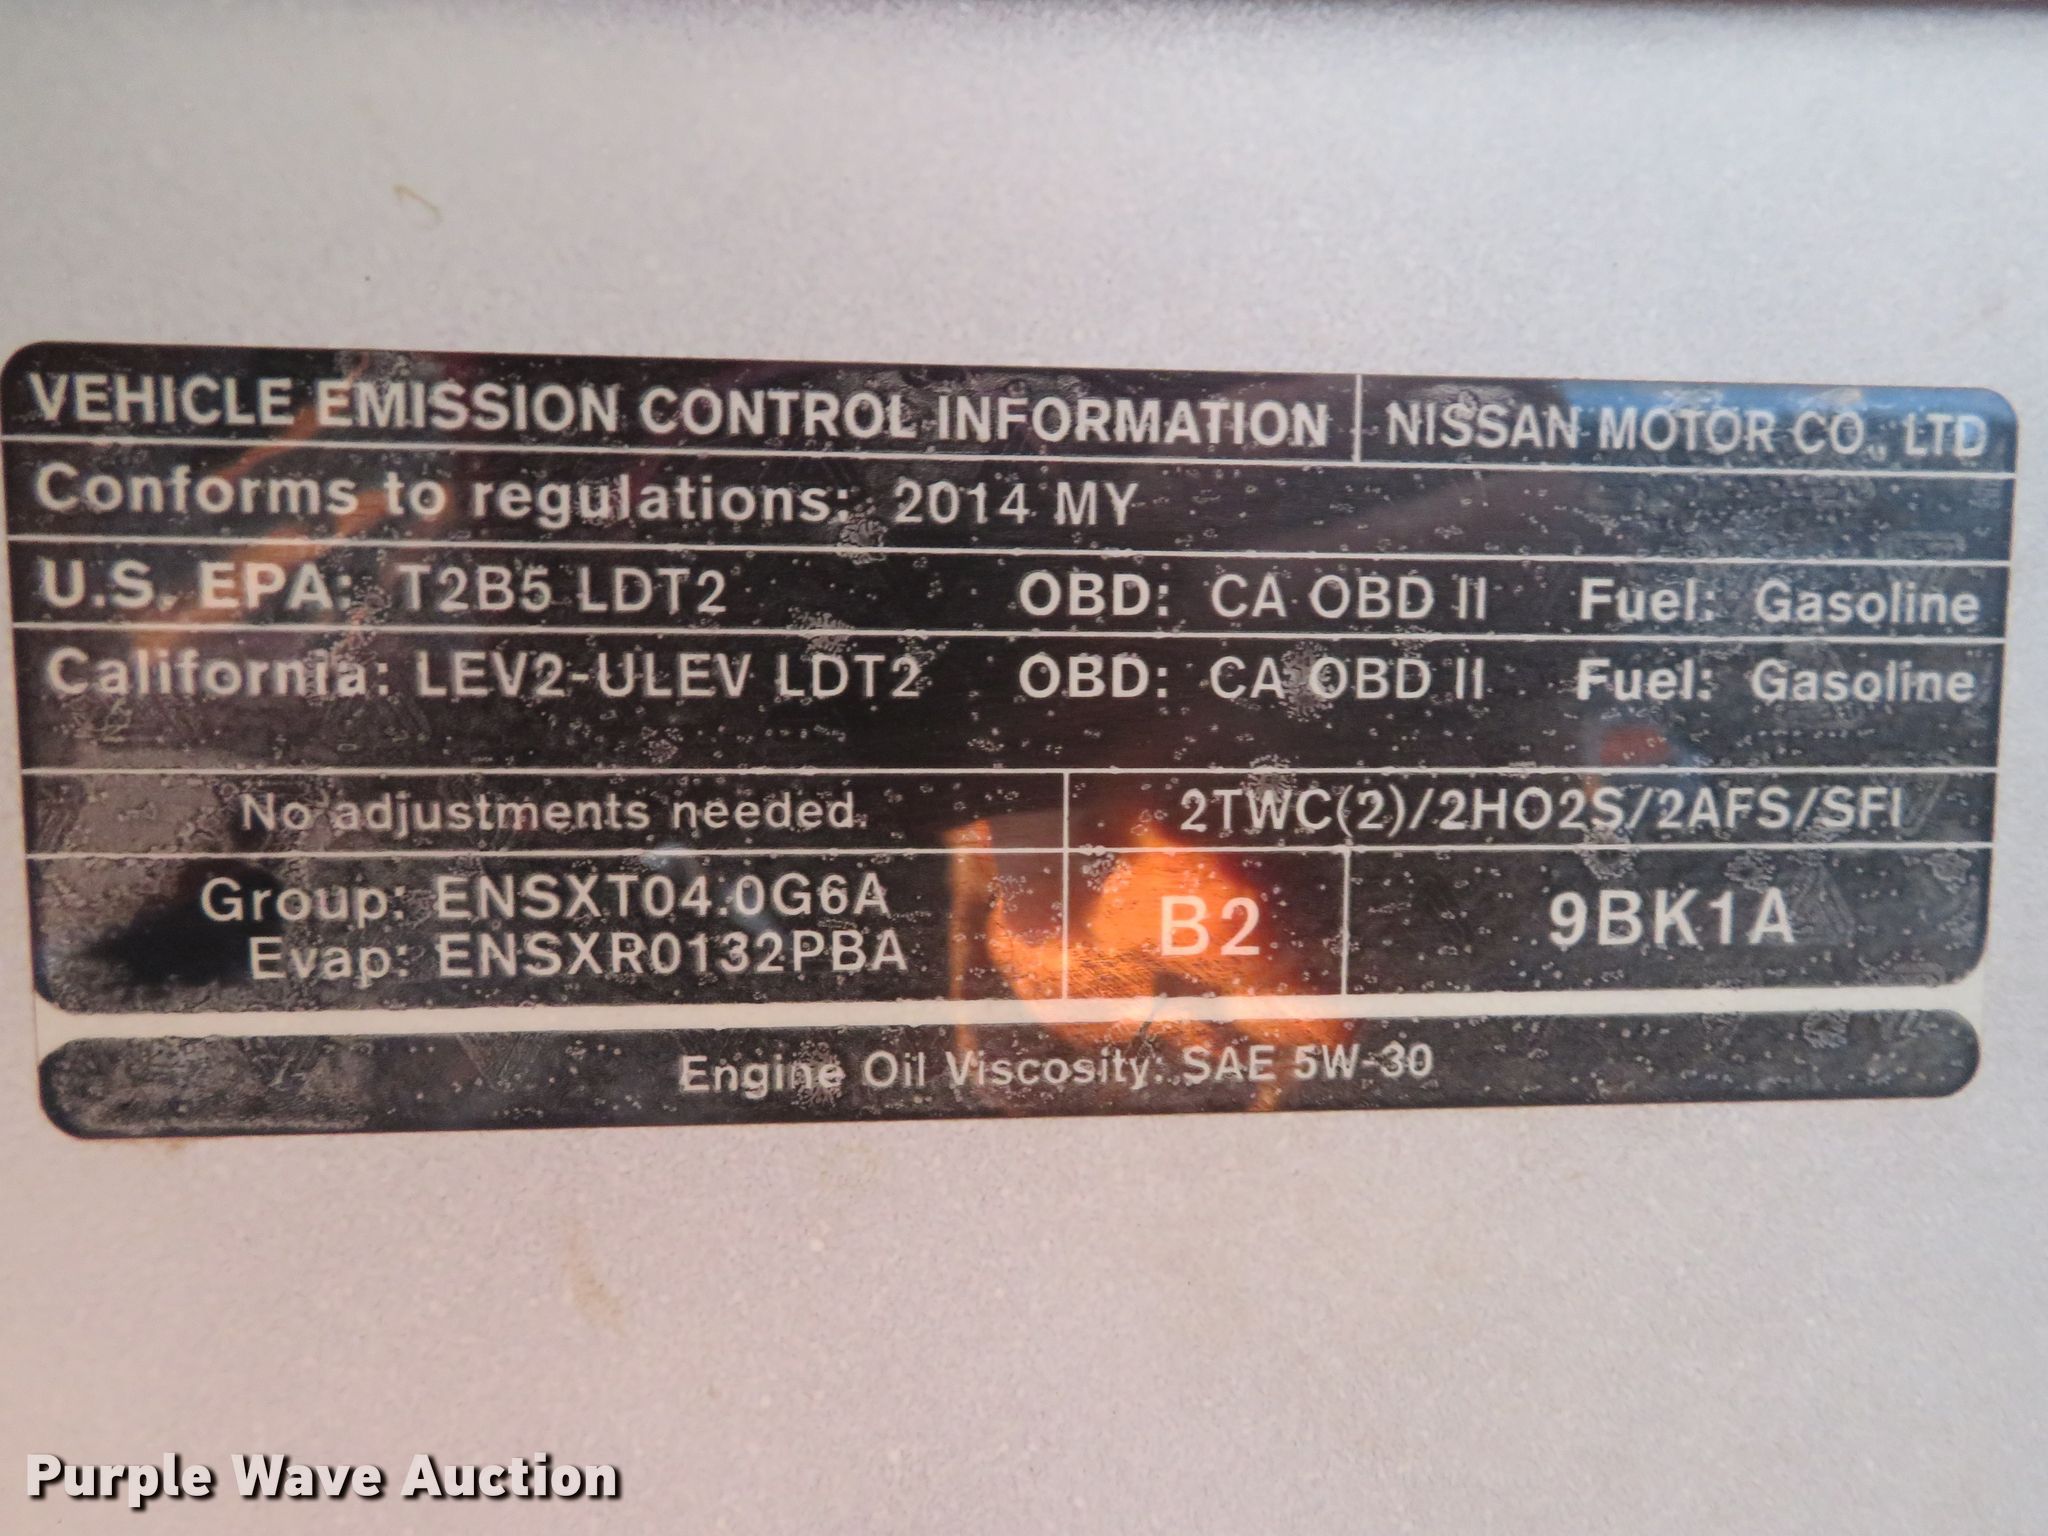 VEHICLE EMISSION CONTROL INFORMATION NISSAN MOTOR CO., LTD
Conforms to regulations: 2014 MY
U.S. EPA: T2B5 LDT2 OBD: CA OBD II Fuel: Gasoline
California: LEV2-ULEV LDT2 OBD: CA OBD II Fuel: Gasoline
No adjustments needed. 2TWC(2)/2HO2S/2AFS/SFI
Group: ENSXT04.0G6A
Evap: ENSXR0132PBA
B2 9BK1A
Engine Oil Viscosity: SAE 5W-30
Purple Wave Auction